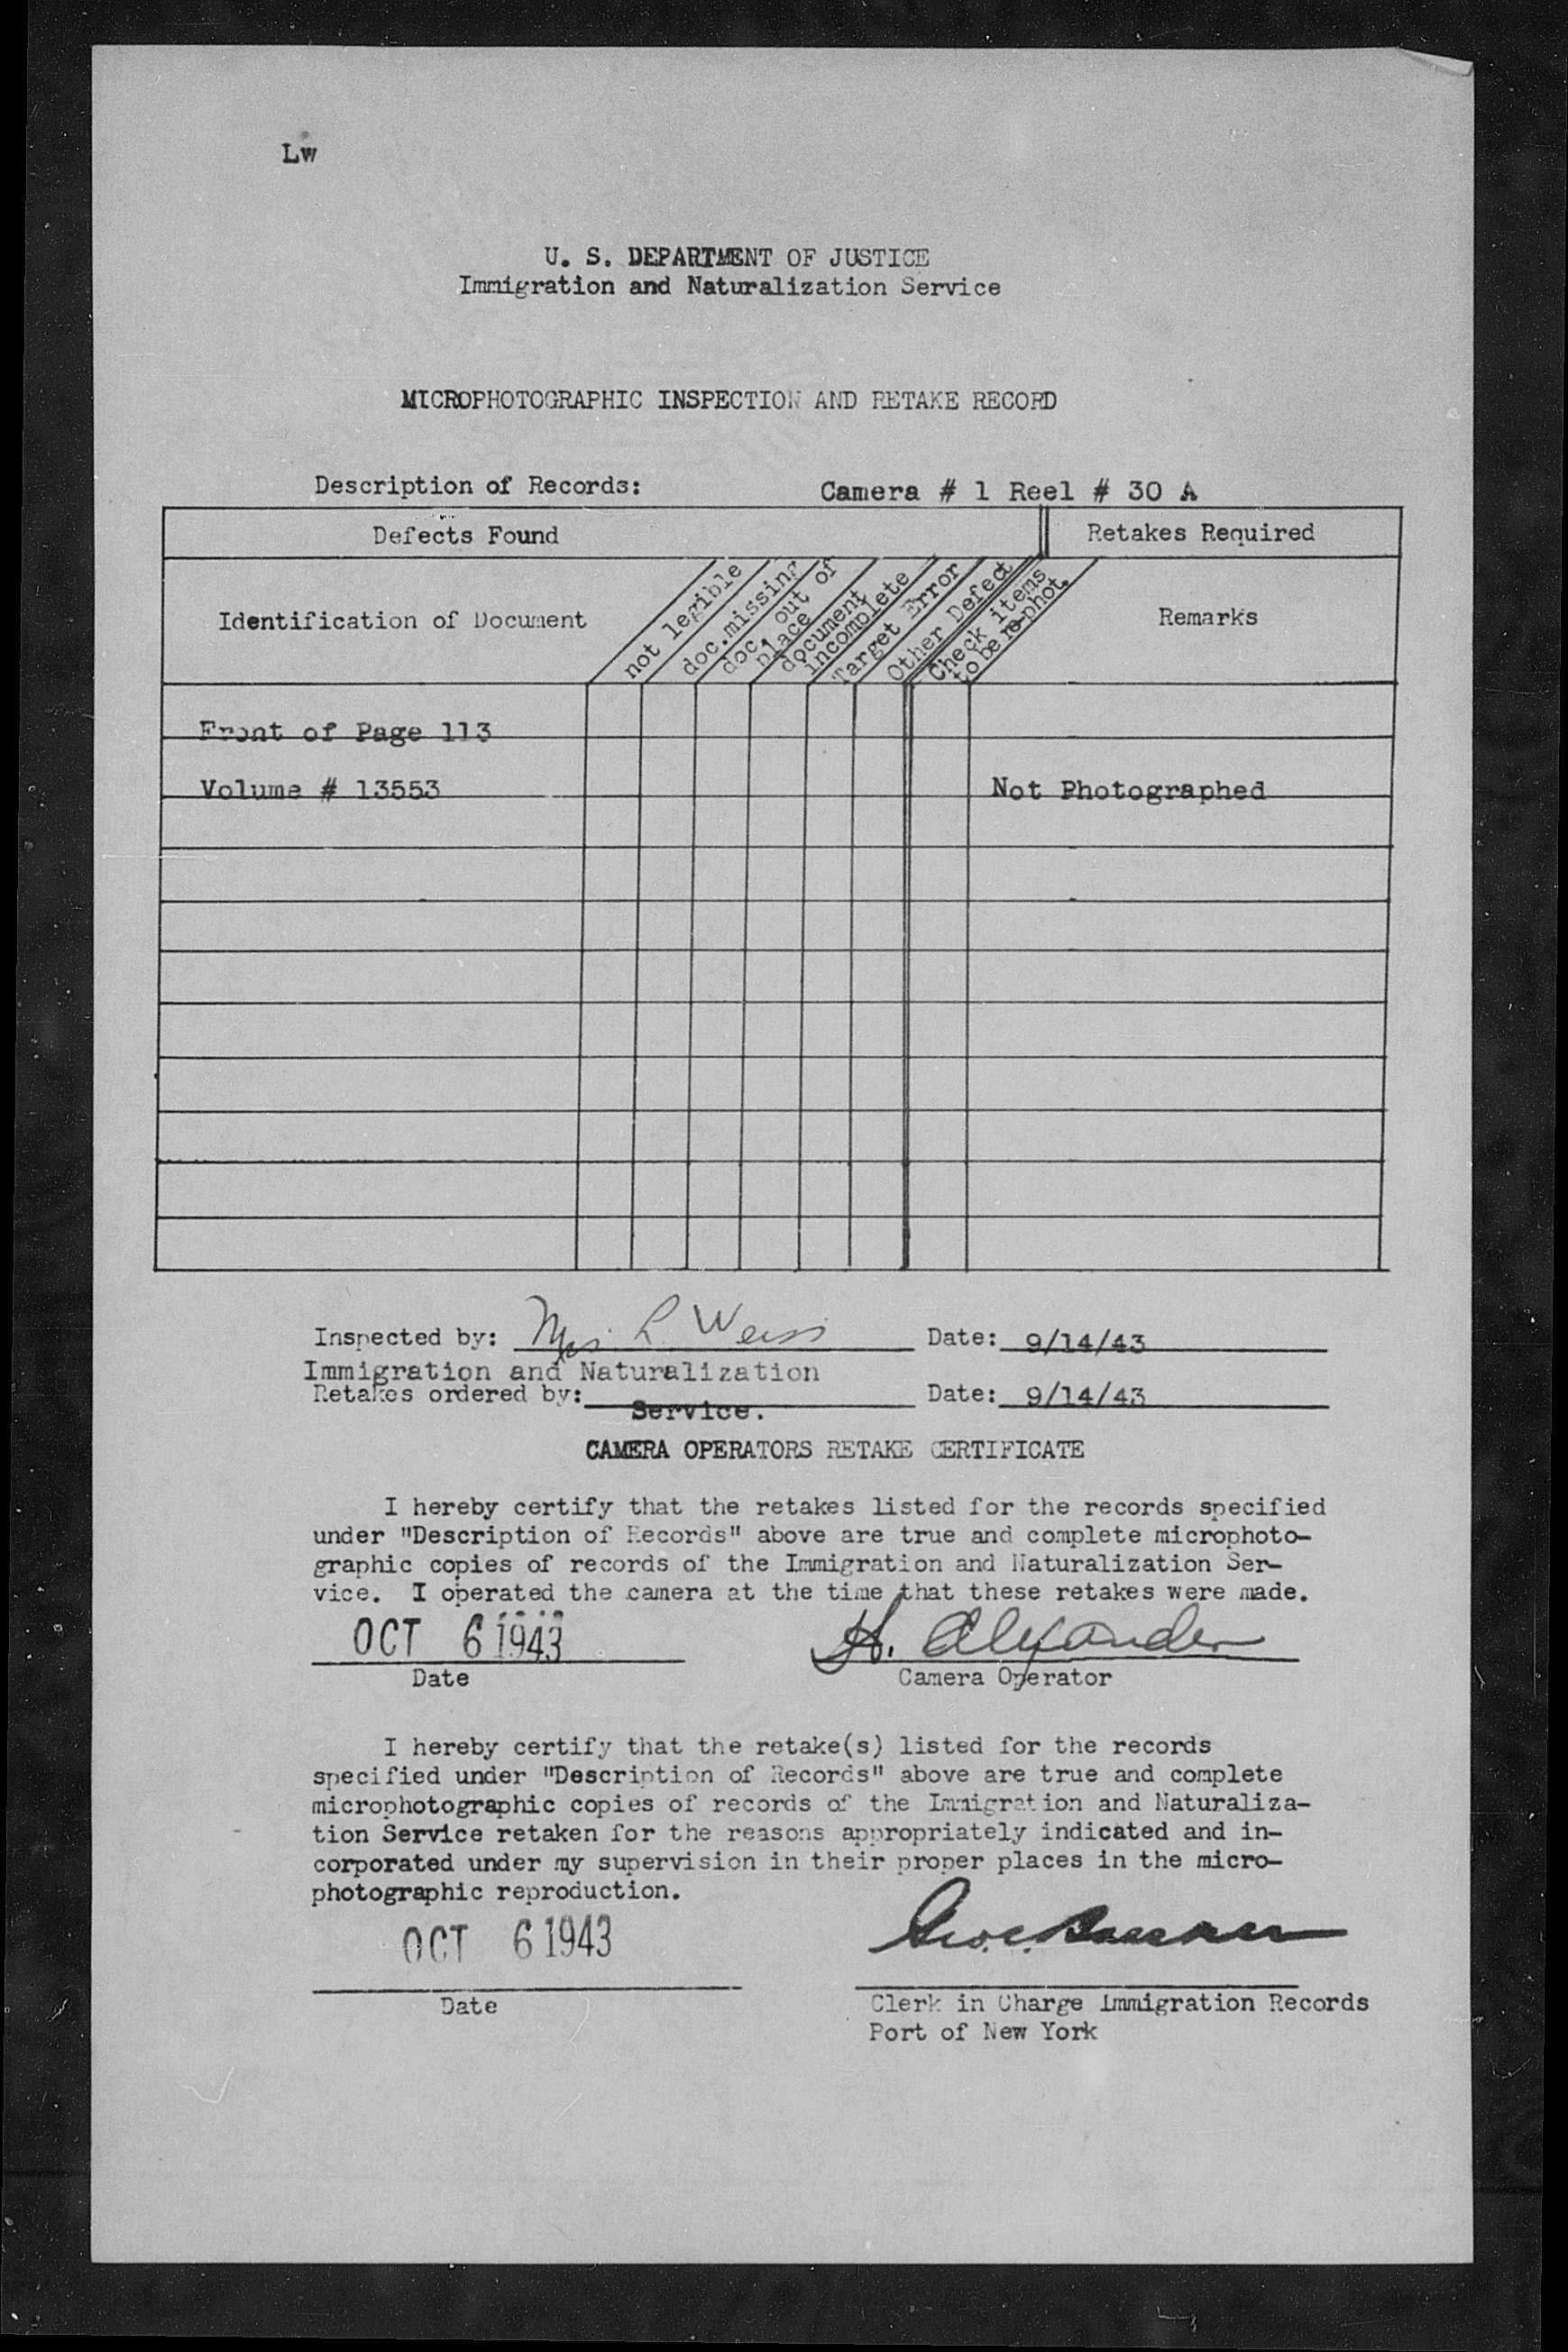 Lw
U. S. DEPARTMENT OF JUSTICE
Immigration and Naturalization Service
MICROPHOTOGRAPHIC INSPECTION AND RETAKE RECORD
Description of Records: Camera # 1 Reel # 30 A
Defects Found Retakes Required
Identification of Document
not legible
doc.missing
doc. out of
place
document
incomplete
Target Error
Other Defect
Check items
to be re-phot.
Remarks
Front of Page 113
Volume # 13553 Not Photographed
Inspected by: Mrs. R. Weiss Date: 9/14/43
Immigration and Naturalization
Retakes ordered by: Date: 9/14/43
Service.
CAMERA OPERATORS RETAKE CERTIFICATE
I hereby certify that the retakes listed for the records specified
under "Description of Records" above are true and complete microphoto-
graphic copies of records of the Immigration and Naturalization Ser-
vice. I operated the camera at the time that these retakes were made.
OCT 6 1943 H. Alexander
Date Camera Operator
I hereby certify that the retake(s) listed for the records
specified under "Description of Records" above are true and complete
microphotographic copies of records of the Immigration and Naturaliza-
tion Service retaken for the reasons appropriately indicated and in-
corporated under my supervision in their proper places in the micro-
photographic reproduction.
OCT 6 1943
Date
Clerk in Charge Immigration Records
Port of New York